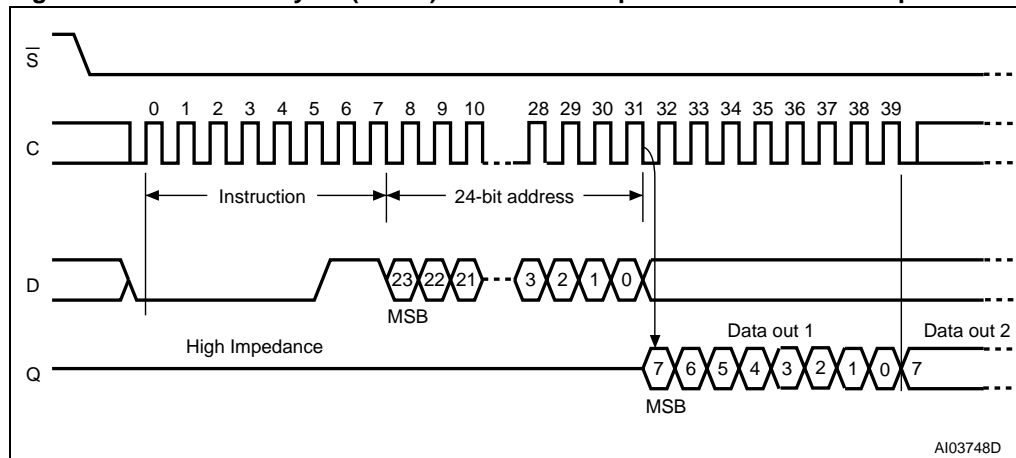 S
0 1 2 3 4 5 6 7 8 9 10 28 29 30 31 32 33 34 35 36 37 38 39
C
Instruction 24-bit address
D 23 22 21 3 2 1 0
MSB
High Impedance Data out 1 Data out 2
Q 7 6 5 4 3 2 1 0 7
MSB
AI03748D